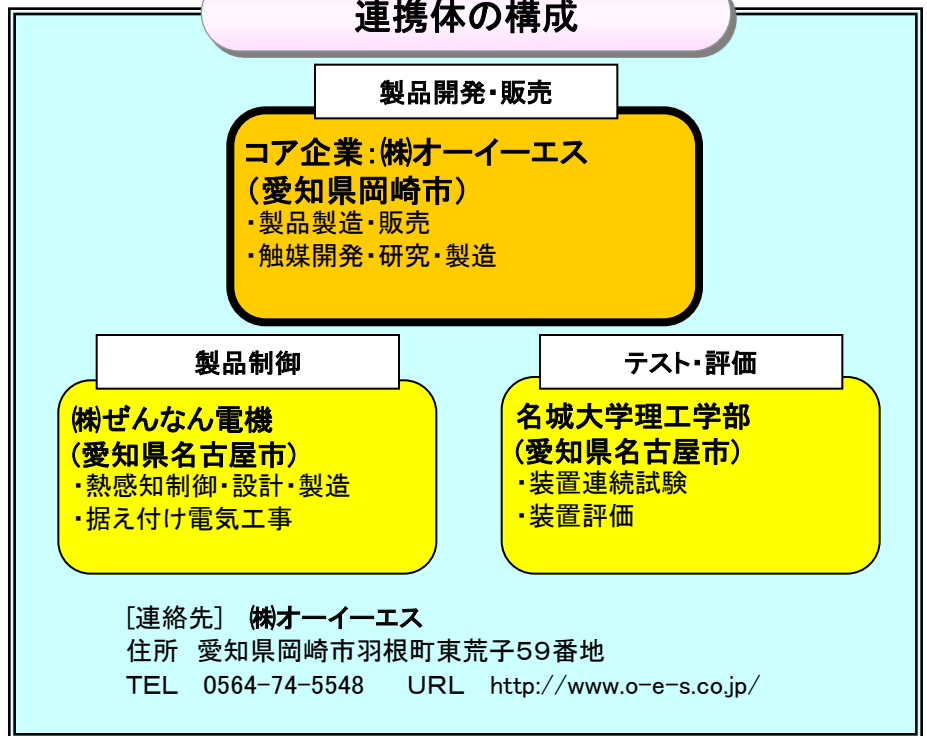 連携体の構成
製品開発・販売
コア企業：㈱オーイーエス
（愛知県岡崎市）
・製品製造・販売
・触媒開発・研究・製造
製品制御
㈱ぜんなん電機
(愛知県名古屋市)
・熱感知制御・設計・製造
・据え付け電気工事
テスト・評価
名城大学理工学部
(愛知県名古屋市)
・装置連続試験
・装置評価
[連絡先]　㈱オーイーエス
住所　愛知県岡崎市羽根町東荒子５９番地
ＴＥＬ　0564-74-5548　ＵＲＬ　http://www.o-e-s.co.jp/